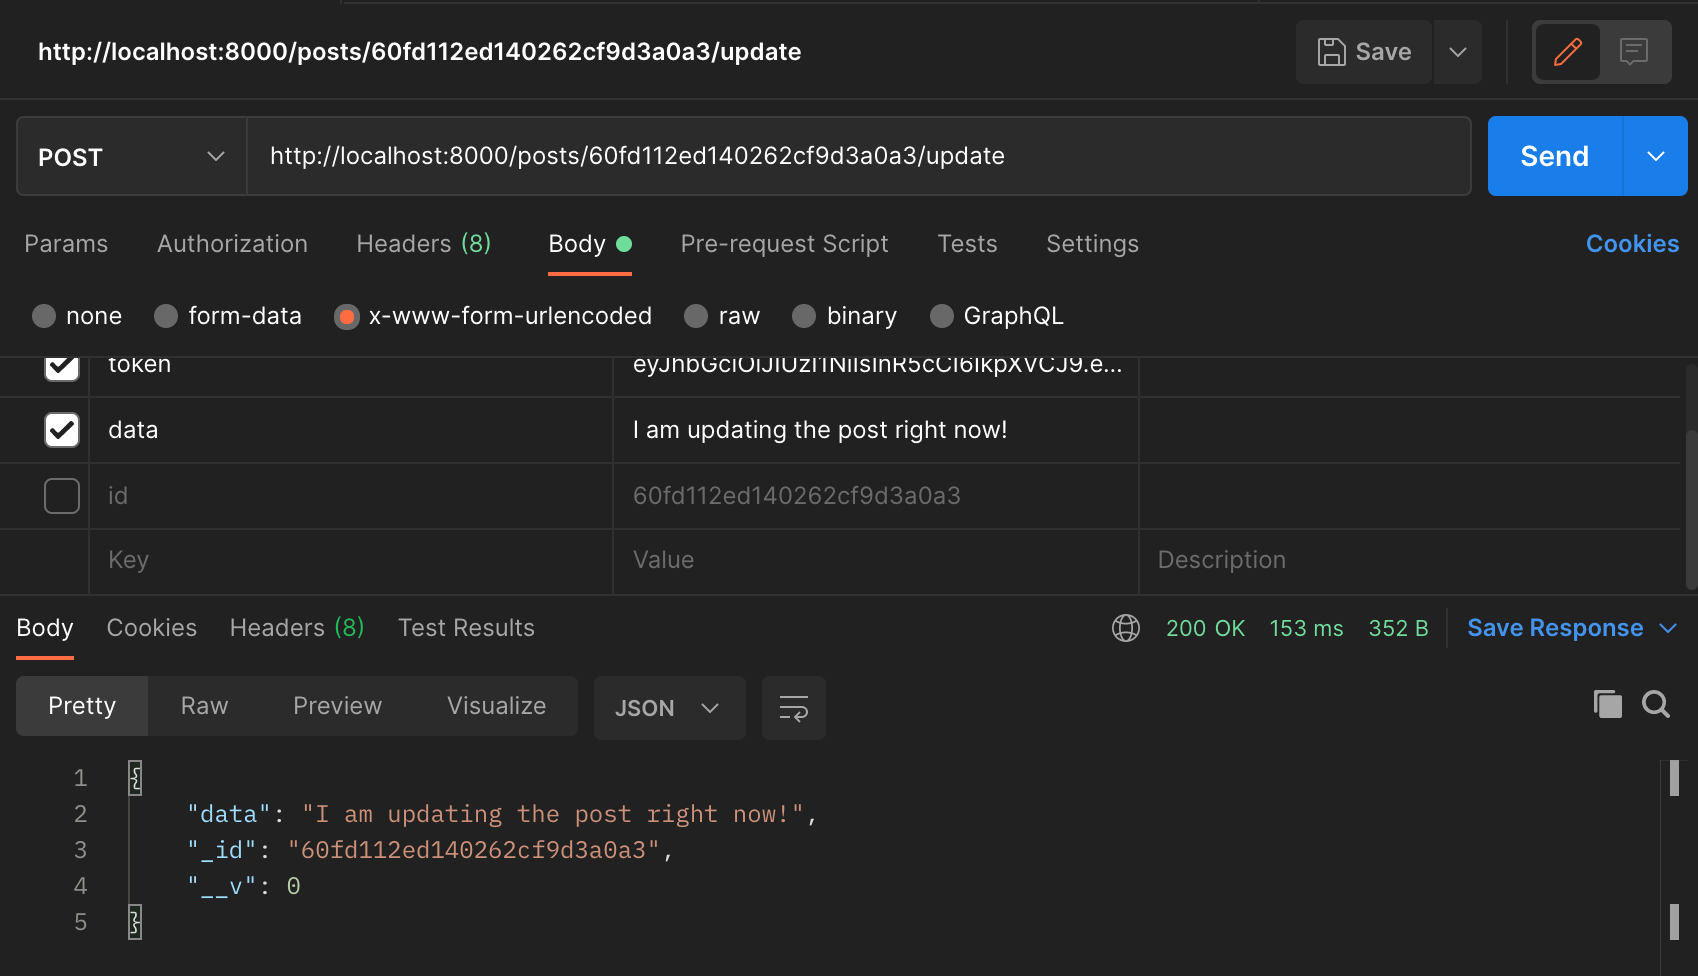 http://localhost:8000/posts/60fd112ed140262cf9d3a0a3/update Save
POST http://localhost:8000/posts/60fd112ed140262cf9d3a0a3/update Send
Params Authorization Headers (8) Body Pre-request Script Tests Settings Cookies
none form-data x-www-form-urlencoded raw binary GraphQL
token eyJhbGciOiJIUzI1NiIsInR5cCI6IkpXVCJ9.e...
data I am updating the post right now!
id 60fd112ed140262cf9d3a0a3
Key Value Description
Body Cookies Headers (8) Test Results 200 OK 153 ms 352 B Save Response
Pretty Raw Preview Visualize JSON
1 {
2 "data": "I am updating the post right now!",
3 "_id": "60fd112ed140262cf9d3a0a3",
4 "__v": 0
5 }